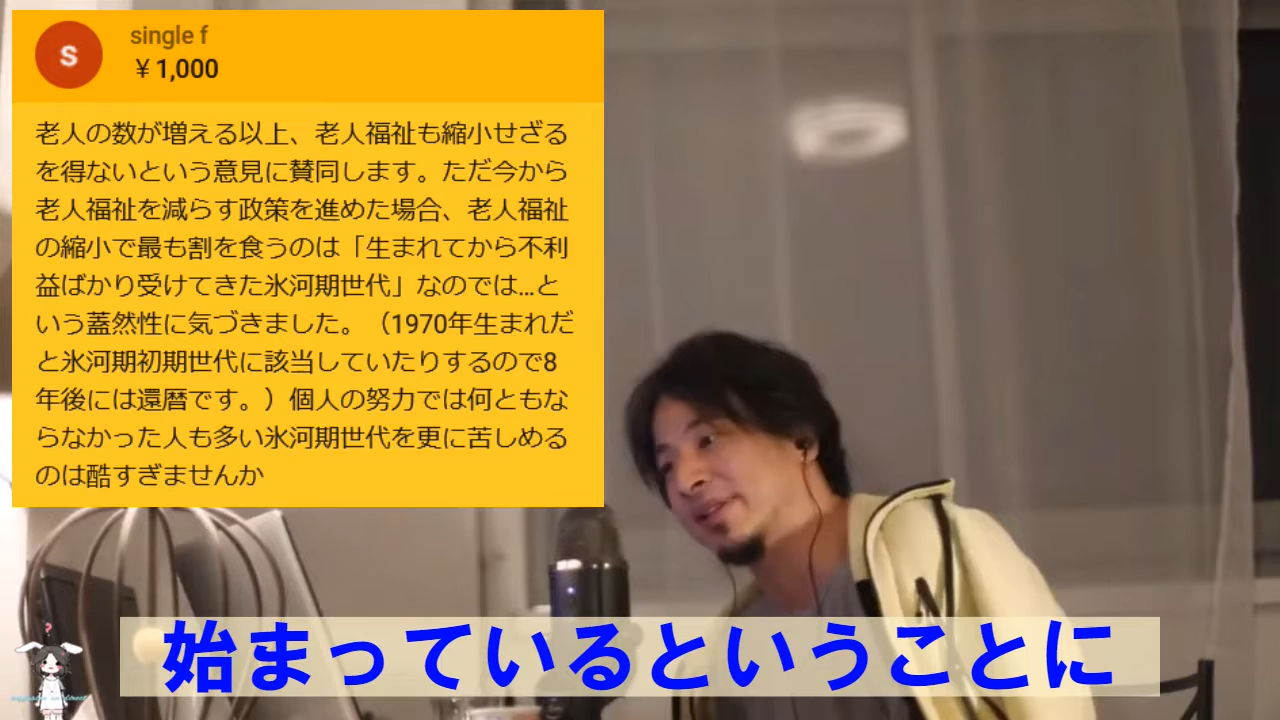 single f
￥1,000
老人の数が増える以上、老人福祉も縮小せざる
を得ないという意見に賛同します。ただ今から
老人福祉を減らす政策を進めた場合、老人福祉
の縮小で最も割を食うのは「生まれてから不利
益ばかり受けてきた氷河期世代」なのでは…と
いう蓋然性に気づきました。（1970年生まれだ
と氷河期初期世代に該当していたりするので8
年後には還暦です。）個人の努力では何ともな
らなかった人も多い氷河期世代を更に苦しめる
のは酷すぎませんか
始まっているということに